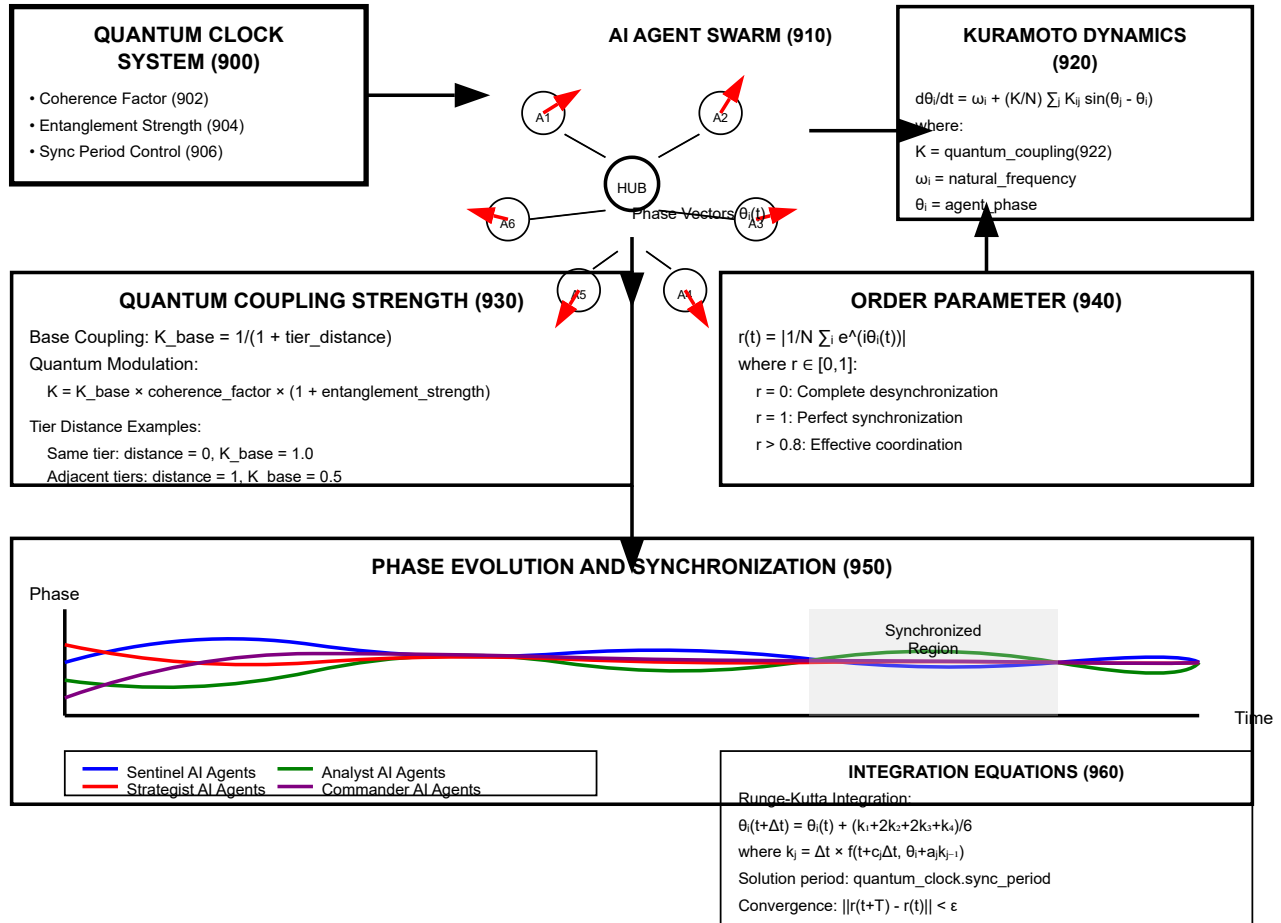 QUANTUM CLOCK
SYSTEM (900)
• Coherence Factor (902)
• Entanglement Strength (904)
• Sync Period Control (906)
AI AGENT SWARM (910)
A1
A2
HUB
Phase Vectors θᵢ(t)
A6
A3
A5
A4
KURAMOTO DYNAMICS
(920)
dθᵢ/dt = ωᵢ + (K/N) ∑ⱼ Kᵢⱼ sin(θⱼ - θᵢ)
where:
K = quantum_coupling(922)
ωᵢ = natural_frequency
θᵢ = agent_phase
QUANTUM COUPLING STRENGTH (930)
Base Coupling: K_base = 1/(1 + tier_distance)
Quantum Modulation:
K = K_base × coherence_factor × (1 + entanglement_strength)
Tier Distance Examples:
Same tier: distance = 0, K_base = 1.0
Adjacent tiers: distance = 1, K_base = 0.5
ORDER PARAMETER (940)
r(t) = |1/N ∑ᵢ e^(iθᵢ(t))|
where r ∈ [0,1]:
r = 0: Complete desynchronization
r = 1: Perfect synchronization
r > 0.8: Effective coordination
PHASE EVOLUTION AND SYNCHRONIZATION (950)
Phase
Synchronized
Region
Time
Sentinel AI Agents
Analyst AI Agents
Strategist AI Agents
Commander AI Agents
INTEGRATION EQUATIONS (960)
Runge-Kutta Integration:
θᵢ(t+Δt) = θᵢ(t) + (k₁+2k₂+2k₃+k₄)/6
where kⱼ = Δt × f(t+cⱼΔt, θᵢ+aⱼkⱼ₋₁)
Solution period: quantum_clock.sync_period
Convergence: ||r(t+T) - r(t)|| < ε